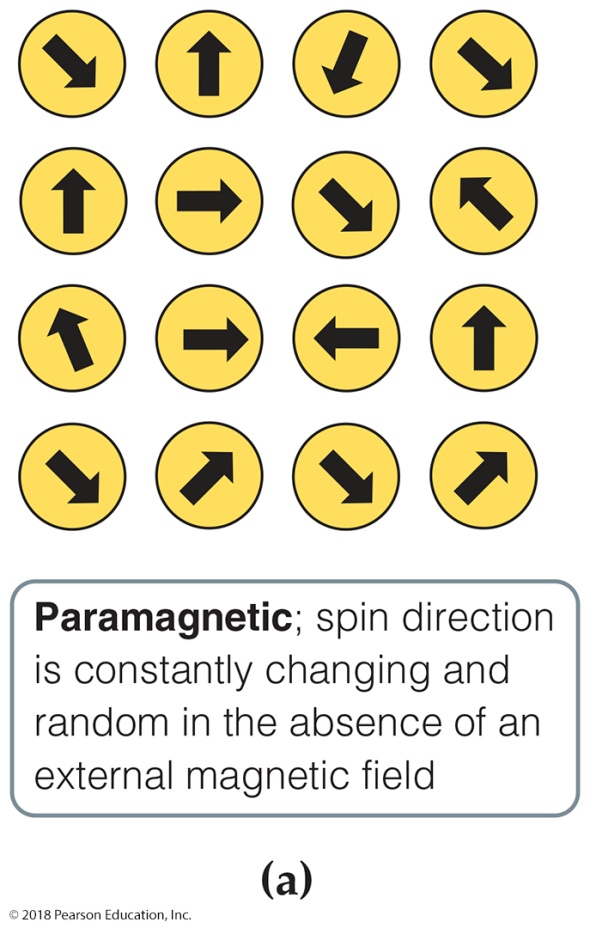 Paramagnetic; spin direction
is constantly changing and
random in the absence of an
external magnetic field
(a)
© 2018 Pearson Education, Inc.